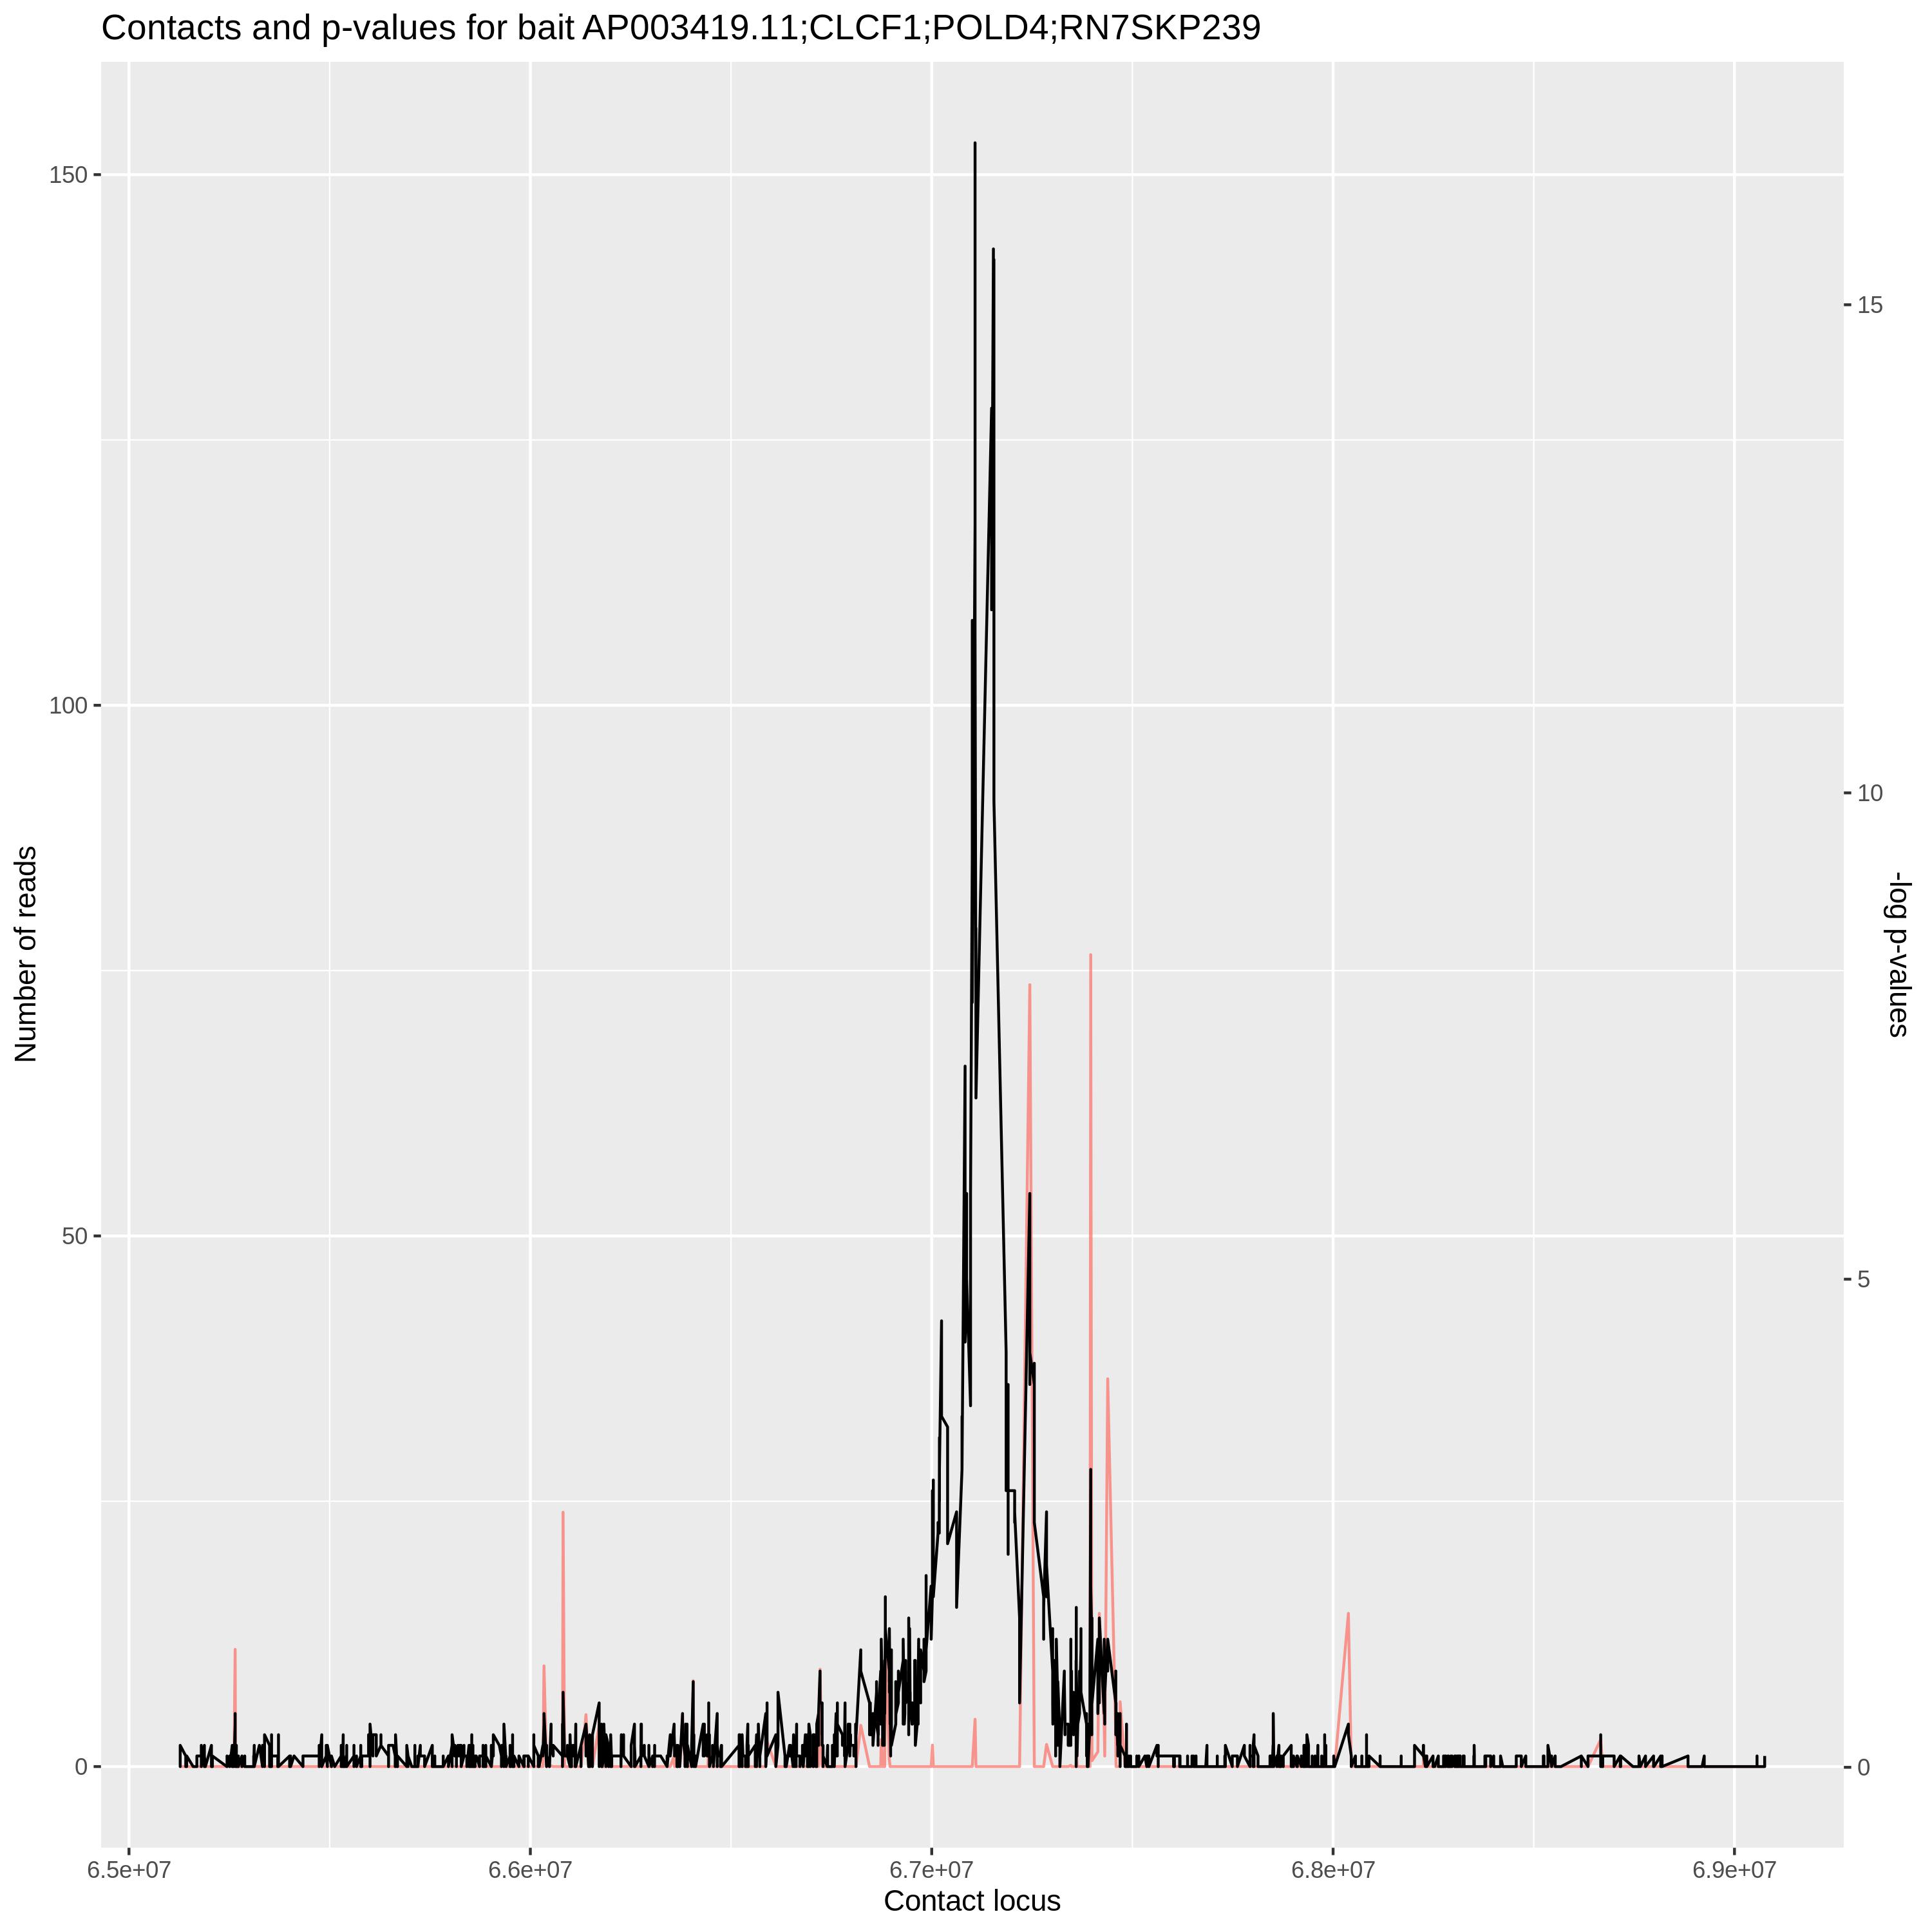 Contacts and p-values for bait AP003419.11;CLCF1;POLD4;RN7SKP239
150
100
50
0
Number of reads
15
10
5
0
-log p-values
6.5e+07 6.6e+07 6.7e+07 6.8e+07 6.9e+07
Contact locus